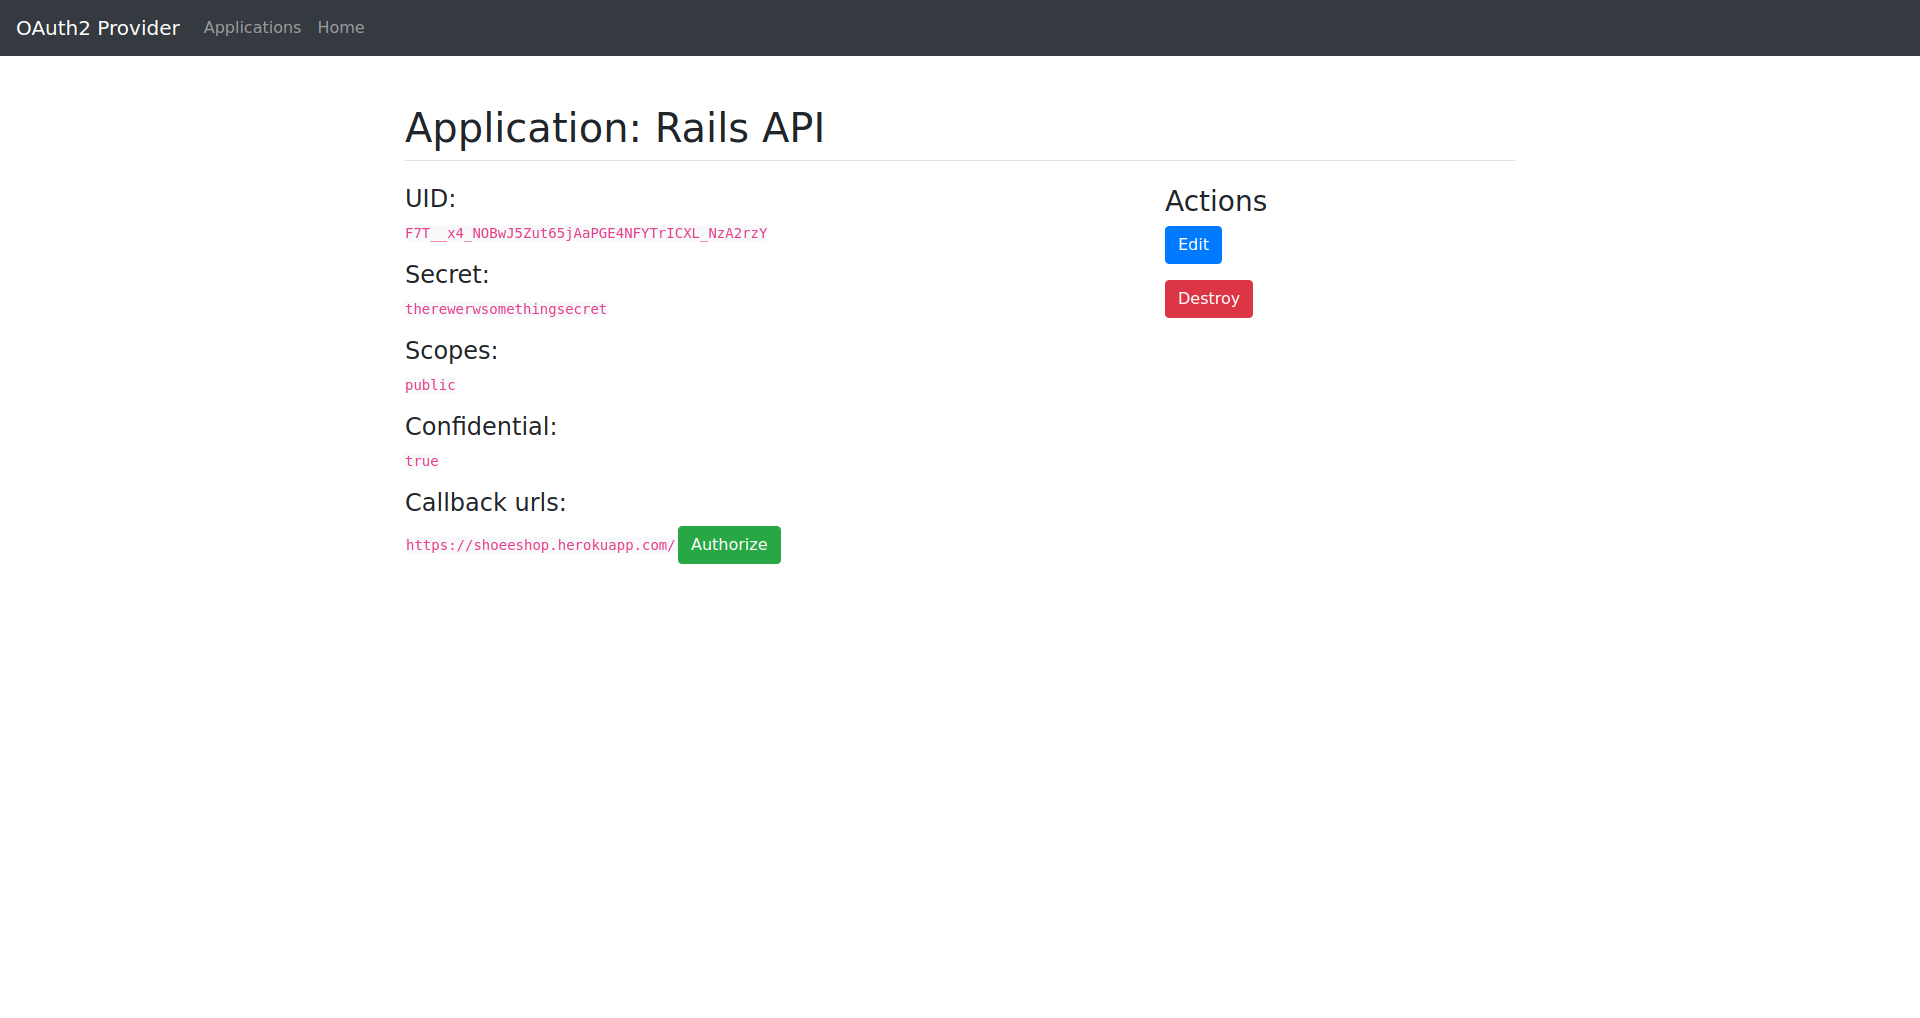 OAuth2 Provider Applications Home
Application: Rails API
UID:
F7T__x4_NOBwJ5Zut65jAaPGE4NFYTrICXL_NzA2rzY
Secret:
therewerwsomethingsecret
Scopes:
public
Confidential:
true
Callback urls:
https://shoeeshop.herokuapp.com/ Authorize
Actions
Edit
Destroy